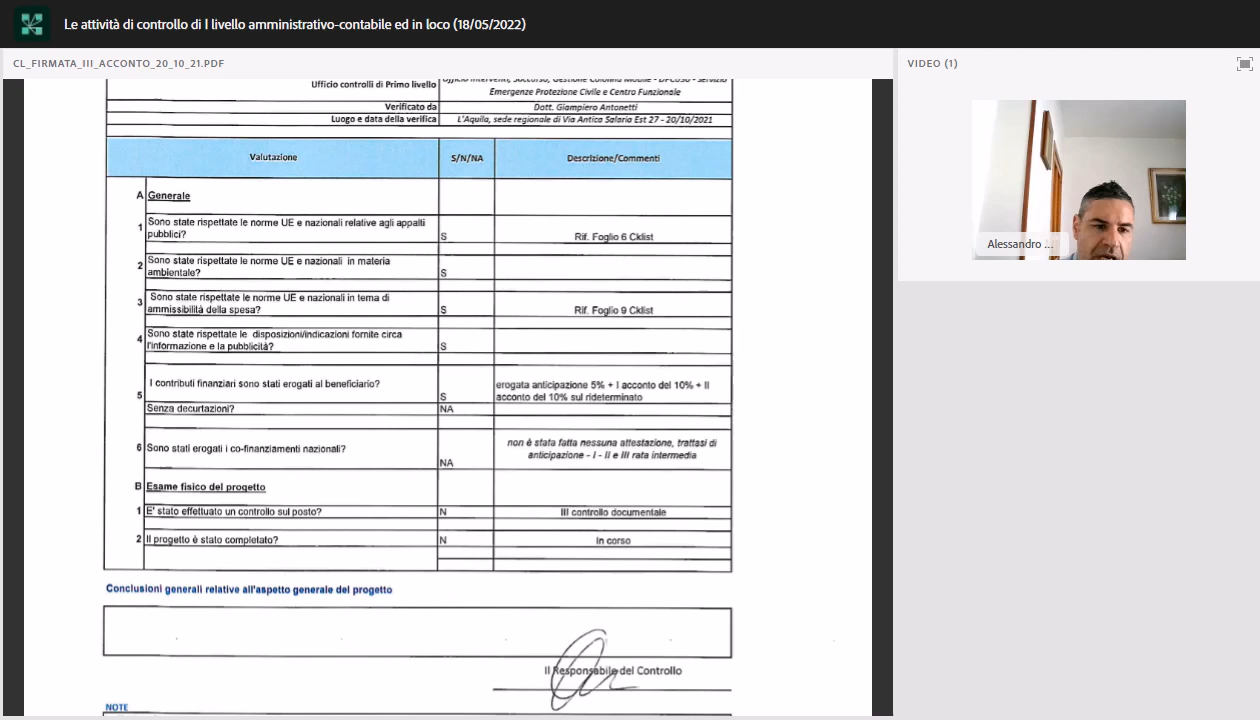 Le attività di controllo di I livello amministrativo-contabile ed in loco (18/05/2022)
CL_FIRMATA_III_ACCONTO_20_10_21.PDF
Ufficio controlli di Primo livello
Ufficio Interventi, Soccorso, Gestione Colonna Mobile - DPC030 - Servizio
Emergenze Protezione Civile e Centro Funzionale
Verificato da Dott. Giampiero Antonetti
Luogo e data della verifica L'Aquila, sede regionale di Via Antica Salaria Est 27 - 20/10/2021
Valutazione S/N/NA Descrizione/Commenti
A Generale
1 Sono state rispettate le norme UE e nazionali relative agli appalti
pubblici? S Rif. Foglio 6 Cklist
2 Sono state rispettate le norme UE e nazionali in materia
ambientale? S
3 Sono state rispettate le norme UE e nazionali in tema di
ammissibilità della spesa? S Rif. Foglio 9 Cklist
4 Sono state rispettate le disposizioni/indicazioni fornite circa
l'informazione e la pubblicità? S
5 I contributi finanziari sono stati erogati al beneficiario? S
erogata anticipazione 5% + I acconto del 10% + II
acconto del 10% sul rideterminato
Senza decurtazioni? NA
6 Sono stati erogati i co-finanziamenti nazionali? NA
non è stata fatta nessuna attestazione, trattasi di
anticipazione - I - II e III rata intermedia
B Esame fisico del progetto
1 E' stato effettuato un controllo sul posto? N III controllo documentale
2 Il progetto è stato completato? N in corso
Conclusioni generali relative all'aspetto generale del progetto
Il Responsabile del Controllo
NOTE
VIDEO (1)
Alessandro ...